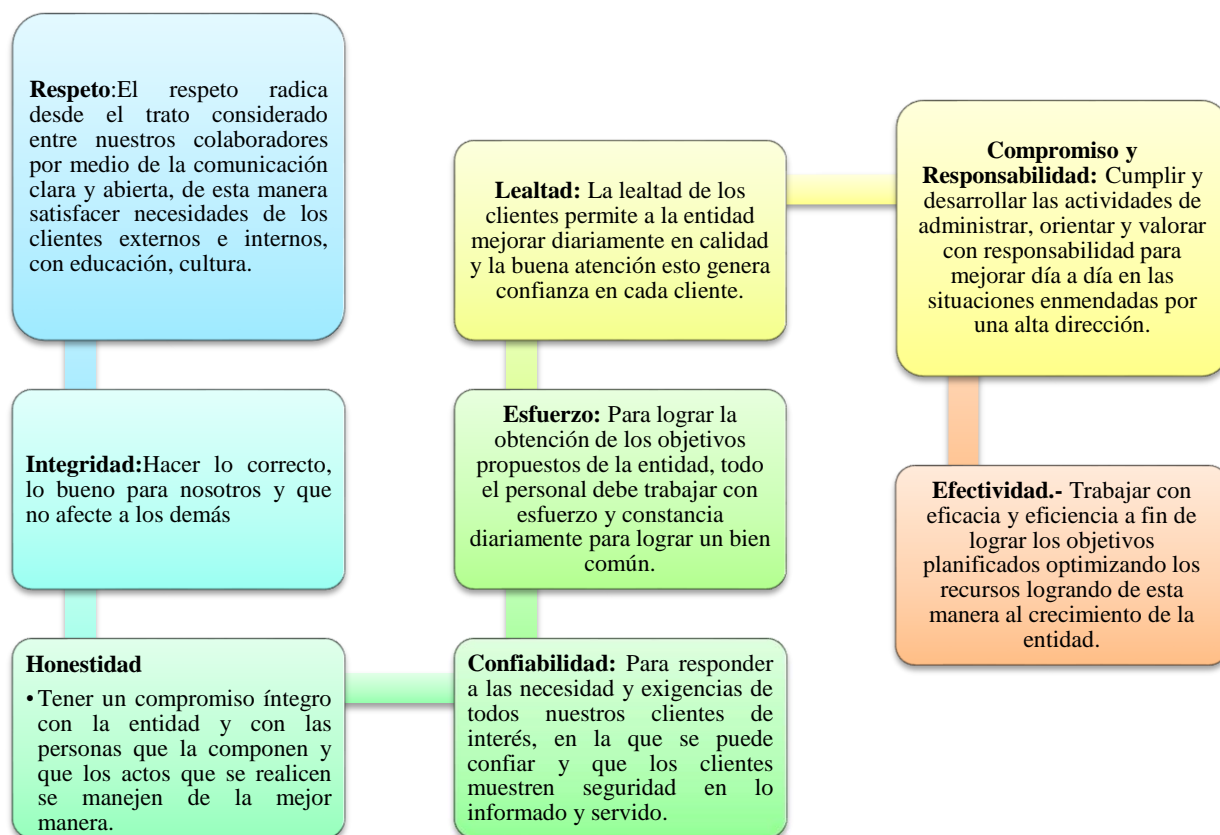 Respeto:El respeto radica
desde el trato considerado
entre nuestros colaboradores
por medio de la comunicación
clara y abierta, de esta manera
satisfacer necesidades de los
clientes externos e internos,
con educación, cultura.
Integridad:Hacer lo correcto,
lo bueno para nosotros y que
no afecte a los demás
Honestidad
• Tener un compromiso íntegro
con la entidad y con las
personas que la componen y
que los actos que se realicen
se manejen de la mejor
manera.
Confiabilidad: Para responder
a las necesidad y exigencias de
todos nuestros clientes de
interés, en la que se puede
confiar y que los clientes
muestren seguridad en lo
informado y servido.
Esfuerzo: Para lograr la
obtención de los objetivos
propuestos de la entidad, todo
el personal debe trabajar con
esfuerzo y constancia
diariamente para lograr un bien
común.
Lealtad: La lealtad de los
clientes permite a la entidad
mejorar diariamente en calidad
y la buena atención esto genera
confianza en cada cliente.
Compromiso y
Responsabilidad: Cumplir y
desarrollar las actividades de
administrar, orientar y valorar
con responsabilidad para
mejorar día a día en las
situaciones enmendadas por
una alta dirección.
Efectividad.- Trabajar con
eficacia y eficiencia a fin de
lograr los objetivos
planificados optimizando los
recursos logrando de esta
manera al crecimiento de la
entidad.